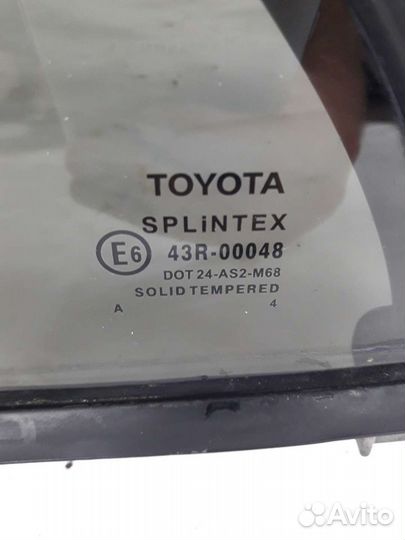 TOYOTA
SPLiNTEX
E6 43R-00048
DOT 24-AS2-M68
SOLID TEMPERED
A 4
Avito